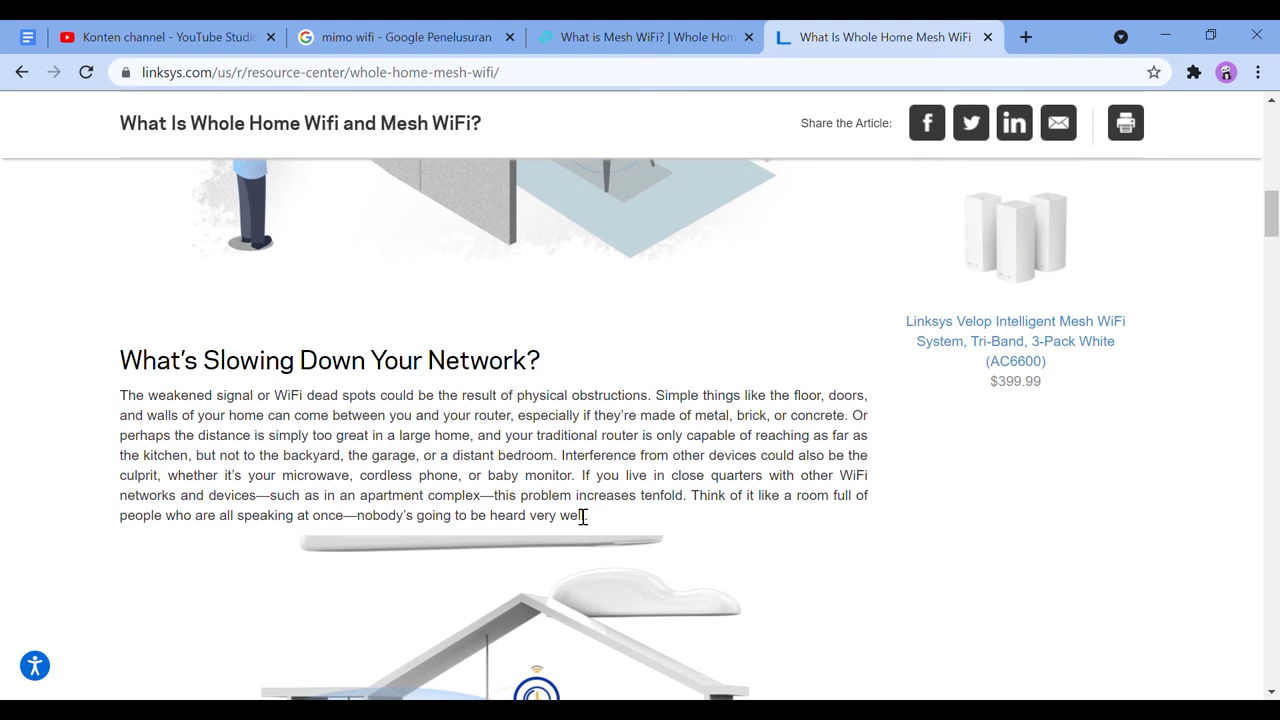 Konten channel - YouTube Studi
mimo wifi - Google Penelusuran
What is Mesh WiFi? | Whole Hom
What Is Whole Home Mesh WiFi
linksys.com/us/r/resource-center/whole-home-mesh-wifi/
What Is Whole Home Wifi and Mesh WiFi?
Share the Article:
Linksys Velop Intelligent Mesh WiFi
System, Tri-Band, 3-Pack White
(AC6600)
$399.99
What's Slowing Down Your Network?
The weakened signal or WiFi dead spots could be the result of physical obstructions. Simple things like the floor, doors,
and walls of your home can come between you and your router, especially if they're made of metal, brick, or concrete. Or
perhaps the distance is simply too great in a large home, and your traditional router is only capable of reaching as far as
the kitchen, but not to the backyard, the garage, or a distant bedroom. Interference from other devices could also be the
culprit, whether it's your microwave, cordless phone, or baby monitor. If you live in close quarters with other WiFi
networks and devices—such as in an apartment complex—this problem increases tenfold. Think of it like a room full of
people who are all speaking at once—nobody's going to be heard very well.